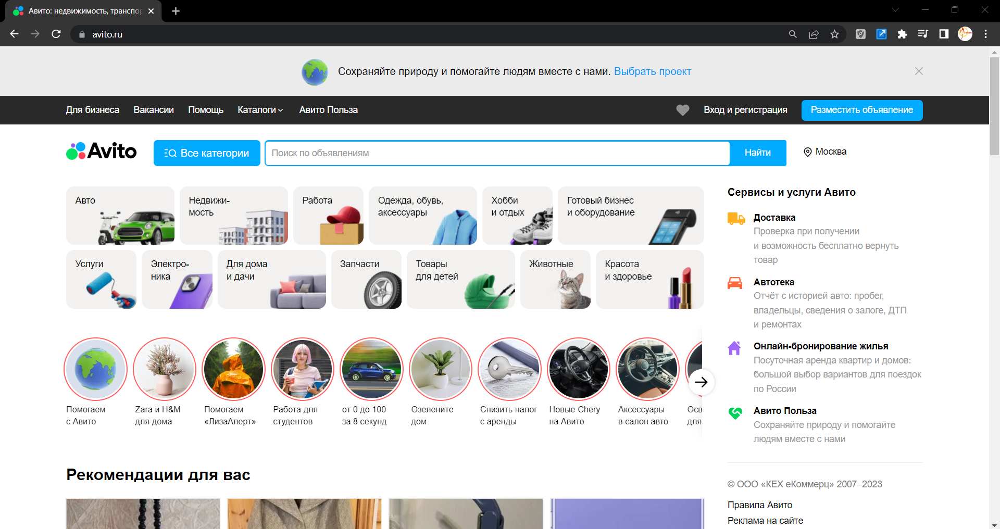 Авито: недвижимость, транспор
avito.ru
Сохраняйте природу и помогайте людям вместе с нами. Выбрать проект
Для бизнеса Вакансии Помощь Каталоги Авито Польза Вход и регистрация Разместить объявление
Avito Все категории Поиск по объявлениям Найти Москва
Авто
Недвижи-
мость
Работа
Одежда, обувь,
аксессуары
Хобби
и отдых
Готовый бизнес
и оборудование
Услуги
Электро-
ника
Для дома
и дачи
Запчасти
Товары
для детей
Животные
Красота
и здоровье
Помогаем
с Авито
Zara и H&M
для дома
Помогаем
«ЛизаАлерт»
Работа для
студентов
от 0 до 100
за 8 секунд
Озелените
дом
Снизить налог
с аренды
Новые Chery
на Авито
Аксессуары
в салон авто
Осв
для
Рекомендации для вас
Сервисы и услуги Авито
Доставка
Проверка при получении
и возможность бесплатно вернуть
товар
Автотека
Отчёт с историей авто: пробег,
владельцы, сведения о залоге, ДТП
и ремонтах
Онлайн-бронирование жилья
Посуточная аренда квартир и домов:
большой выбор вариантов для поездок
по России
Авито Польза
Сохраняйте природу и помогайте
людям вместе с нами
© ООО «КЕХ еКоммерц» 2007–2023
Правила Авито
Реклама на сайте